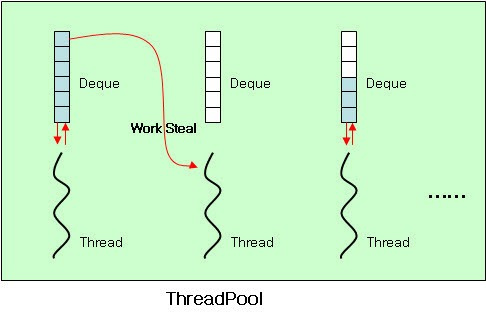 Deque
Deque
Deque
Work Steal
Thread
Thread
Thread
......
ThreadPool